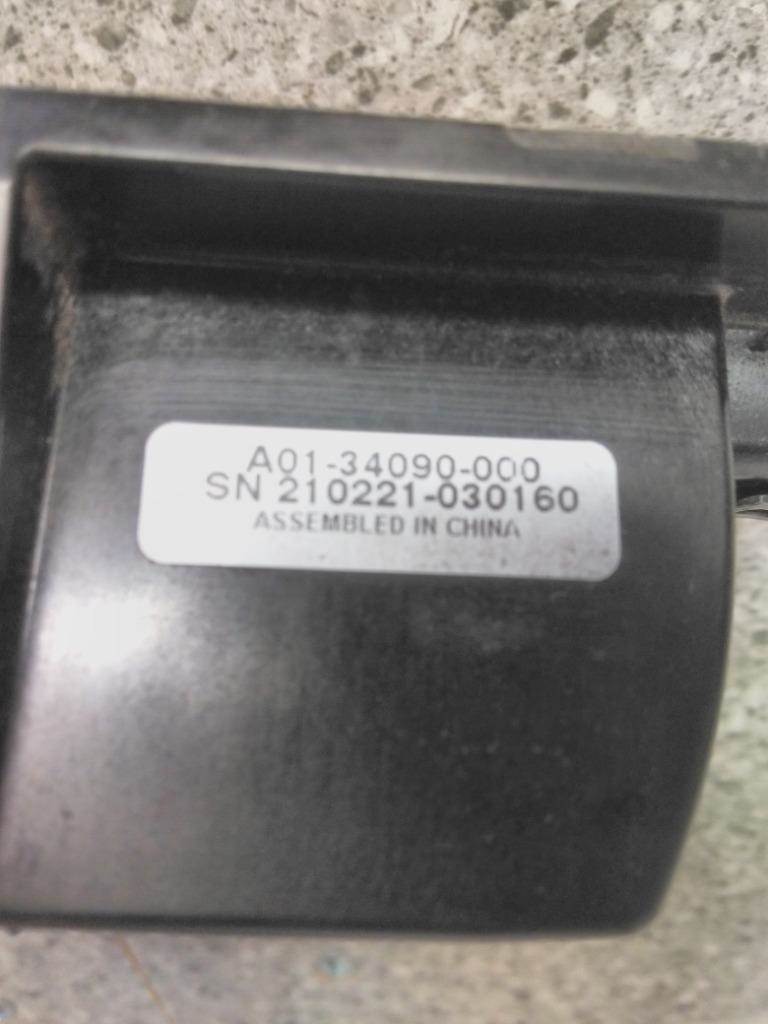 A01-34090-000
SN 210221-030160
ASSEMBLED IN CHINA